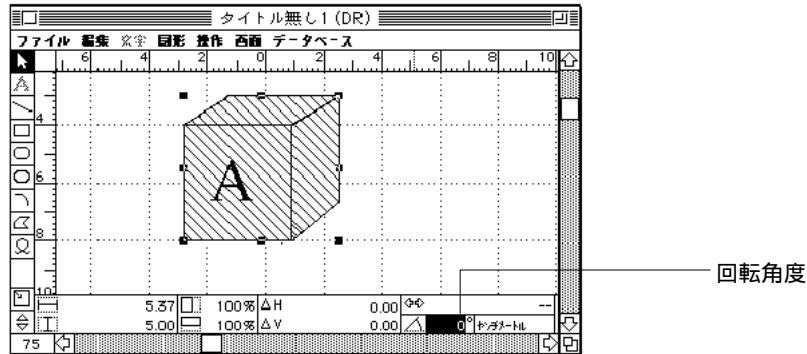 タイトル無し1 (DR)
ファイル 編集 文字 図形 操作 画面 データベース
6 4 2 0 2 4 6 8 10
4
6
8
10
A
回転角度
5.37 100% ΔH 0.00 --
5.00 100% ΔV 0.00 0° センチメートル
75